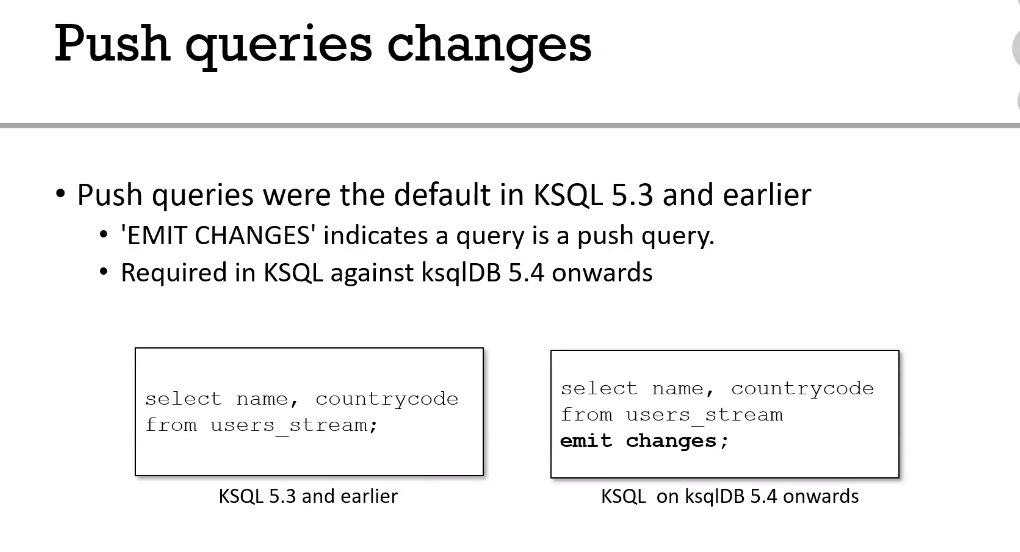 Push queries changes
• Push queries were the default in KSQL 5.3 and earlier
• 'EMIT CHANGES' indicates a query is a push query.
• Required in KSQL against ksqlDB 5.4 onwards
select name, countrycode
from users_stream;
KSQL 5.3 and earlier
select name, countrycode
from users_stream
emit changes;
KSQL on ksqlDB 5.4 onwards